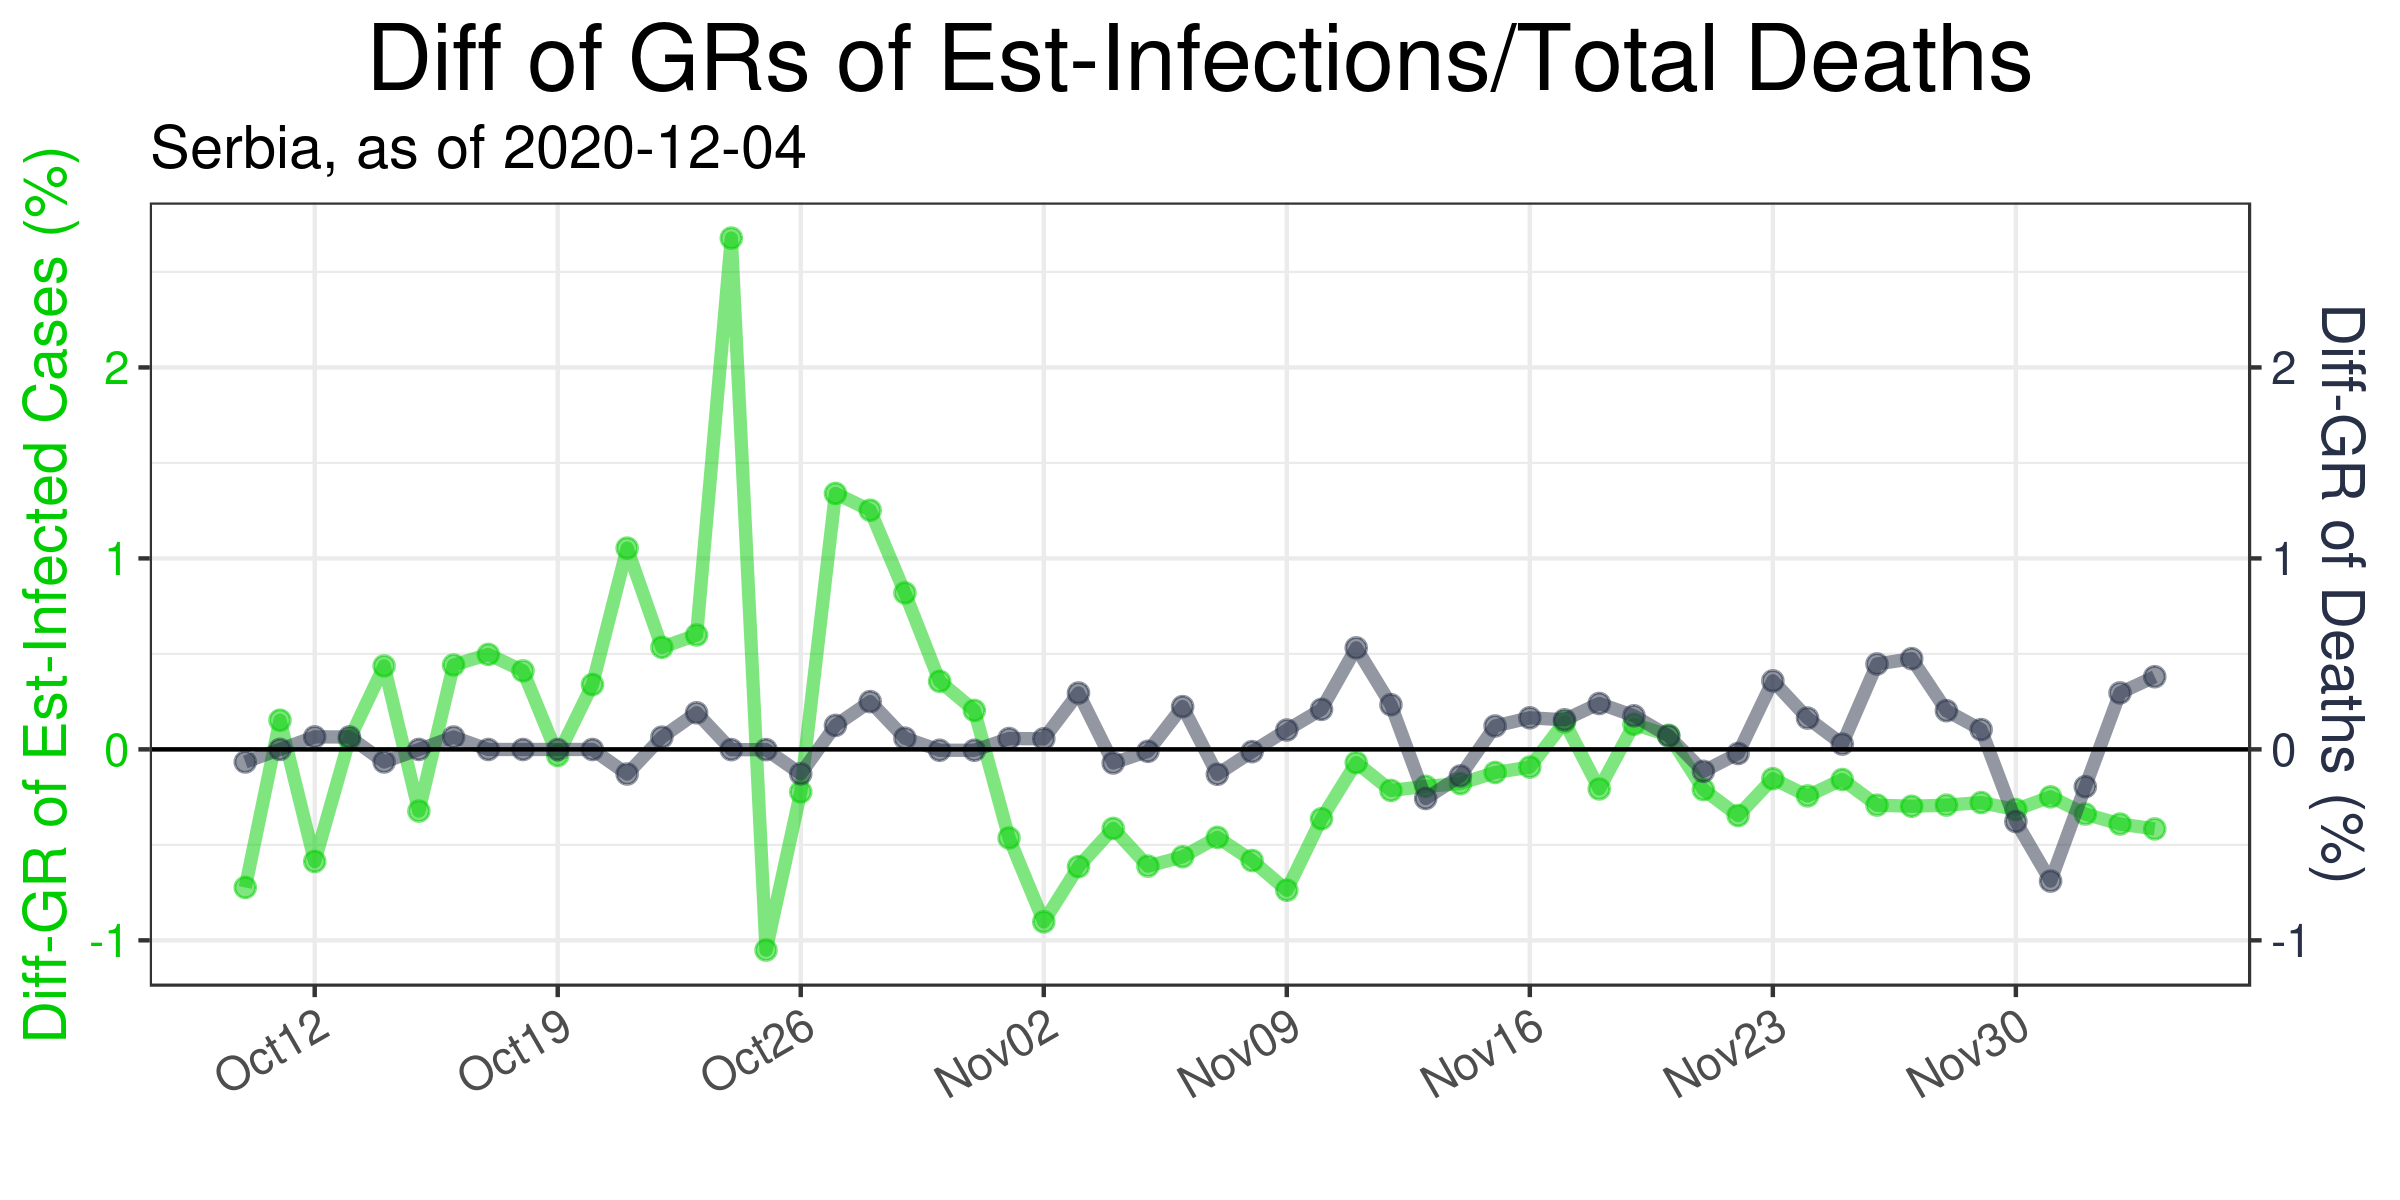 Diff of GRs of Est-Infections/Total Deaths
Serbia, as of 2020-12-04
Diff-GR of Est-Infected Cases (%)
2
1
0
-1
2
1
0
-1
Diff-GR of Deaths (%)
Oct12
Oct19
Oct26
Nov02
Nov09
Nov16
Nov23
Nov30